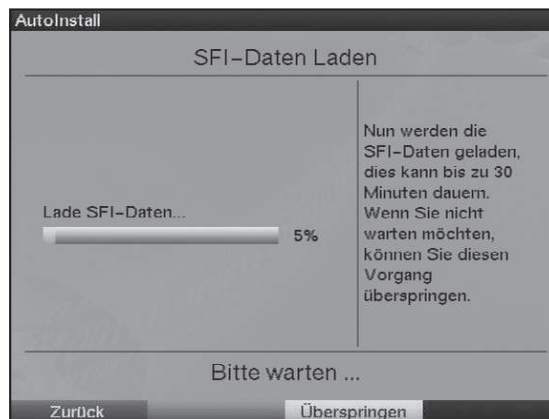 AutoInstall
SFI-Daten Laden
Nun werden die
SFI-Daten geladen,
dies kann bis zu 30
Minuten dauern.
Wenn Sie nicht
warten möchten,
können Sie diesen
Vorgang
überspringen.
Lade SFI-Daten...
5%
Bitte warten ...
Zurück
Überspringen